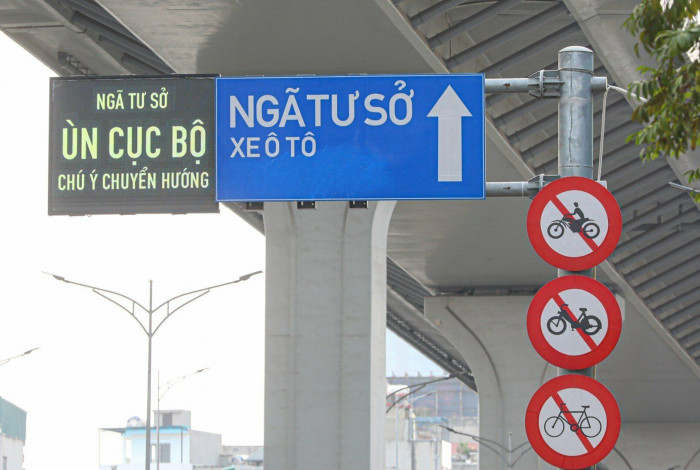 NGÃ TƯ SỞ
ÙN CỤC BỘ
CHÚ Ý CHUYỂN HƯỚNG
NGÃ TƯ SỞ
XE Ô TÔ